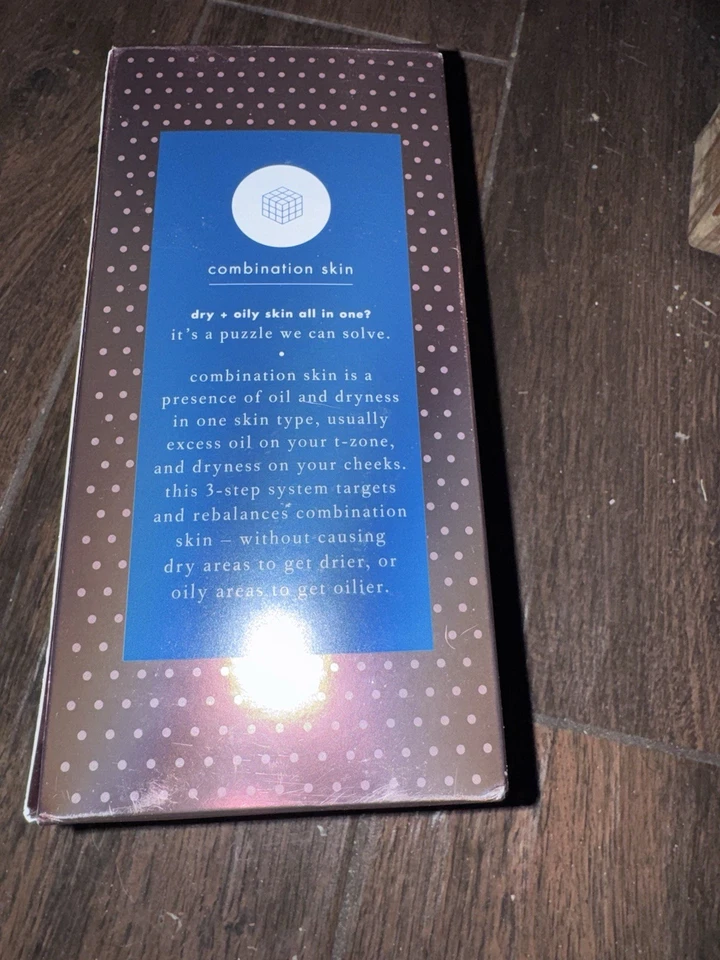 combination skin
dry + oily skin all in one?
it's a puzzle we can solve.
combination skin is a
presence of oil and dryness
in one skin type, usually
excess oil on your t-zone,
and dryness on your cheeks.
this 3-step system targets
and rebalances combination
skin – without causing
dry areas to get drier, or
oily areas to get oilier.